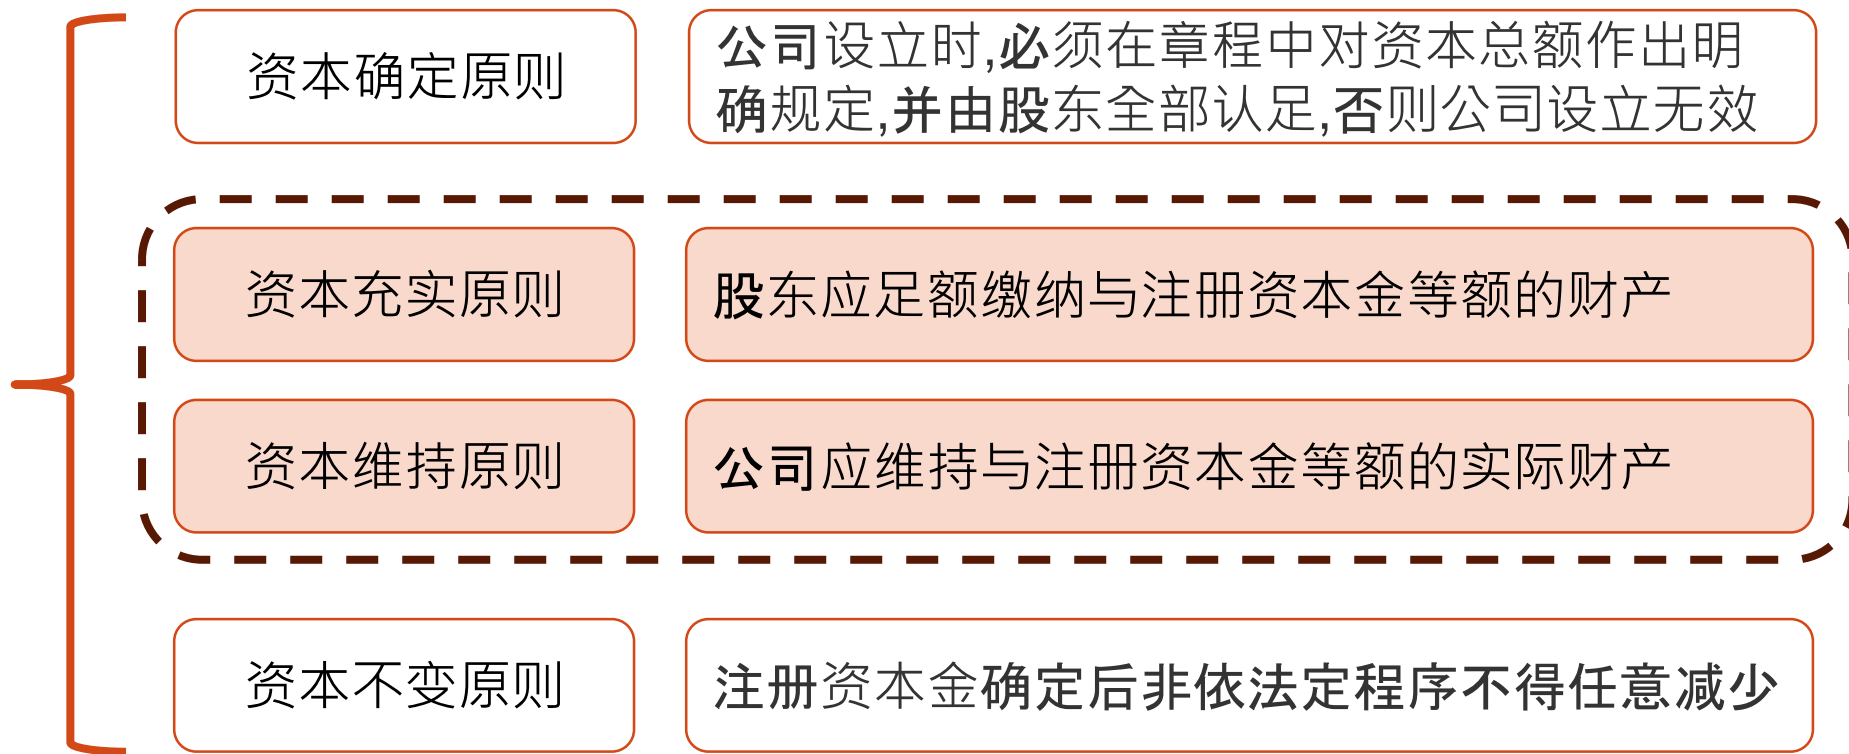 资本确定原则
公司设立时,必须在章程中对资本总额作出明
确规定,并由股东全部认足,否则公司设立无效
资本充实原则
股东应足额缴纳与注册资本金等额的财产
资本维持原则
公司应维持与注册资本金等额的实际财产
资本不变原则
注册资本金确定后非依法定程序不得任意减少